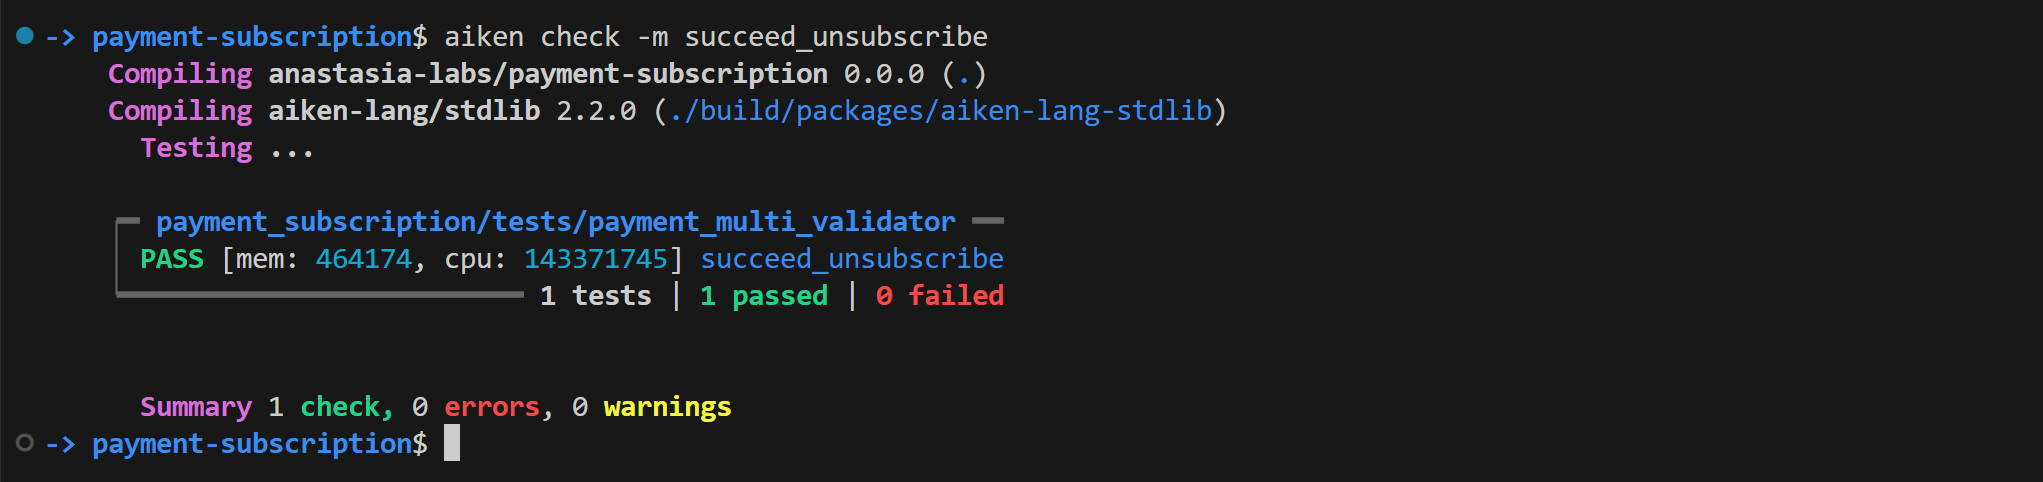 -> payment-subscription$ aiken check -m succeed_unsubscribe
Compiling anastasia-labs/payment-subscription 0.0.0 (.)
Compiling aiken-lang/stdlib 2.2.0 (./build/packages/aiken-lang-stdlib)
Testing ...
payment_subscription/tests/payment_multi_validator
PASS [mem: 464174, cpu: 143371745] succeed_unsubscribe
1 tests | 1 passed | 0 failed
Summary 1 check, 0 errors, 0 warnings
-> payment-subscription$